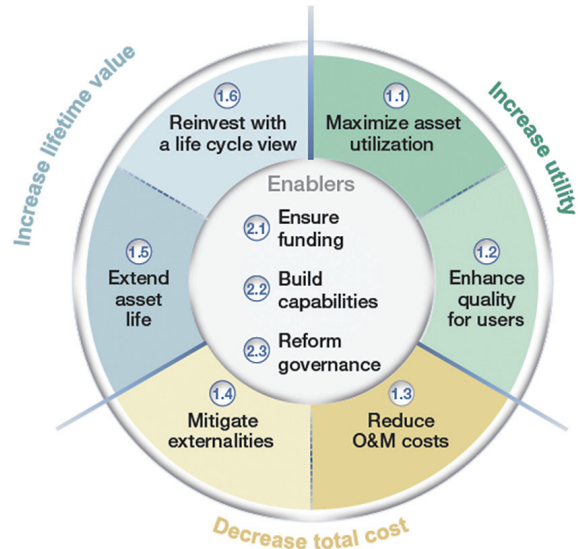 Increase lifetime value
Increase utility
Decrease total cost
1.1
Maximize asset
utilization
1.2
Enhance
quality
for users
1.3
Reduce
O&M costs
1.4
Mitigate
externalities
1.5
Extend
asset
life
1.6
Reinvest with
a life cycle view
Enablers
2.1 Ensure
funding
2.2 Build
capabilities
2.3 Reform
governance